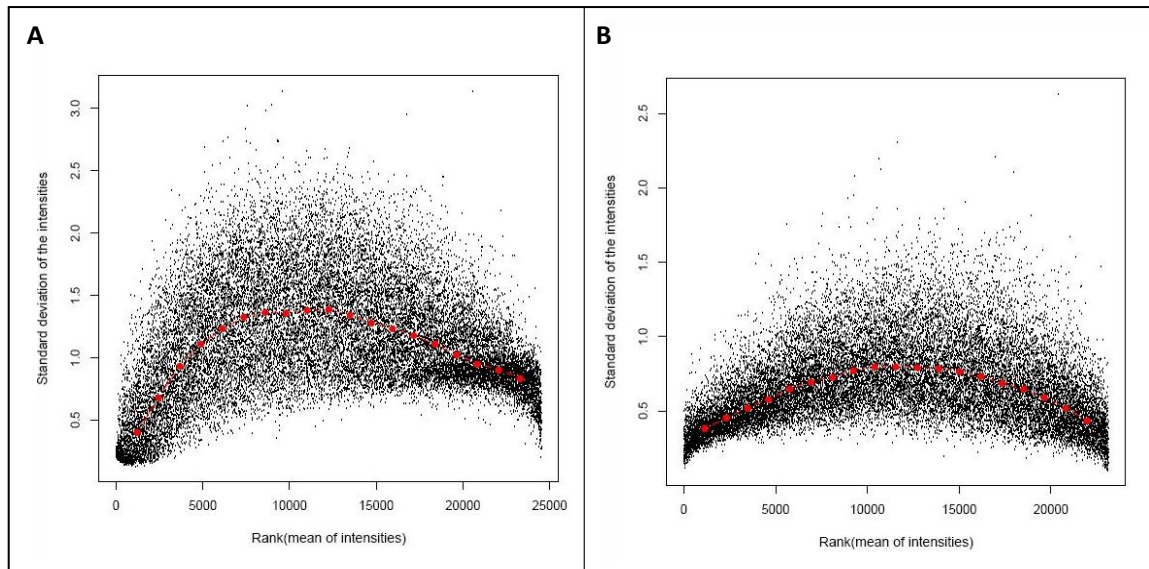 A
Standard deviation of the intensities
3.0
2.5
2.0
1.5
1.0
0.5
0 5000 10000 15000 20000 25000
Rank(mean of intensities)
B
Standard deviation of the intensities
2.5
2.0
1.5
1.0
0.5
0 5000 10000 15000 20000
Rank(mean of intensities)